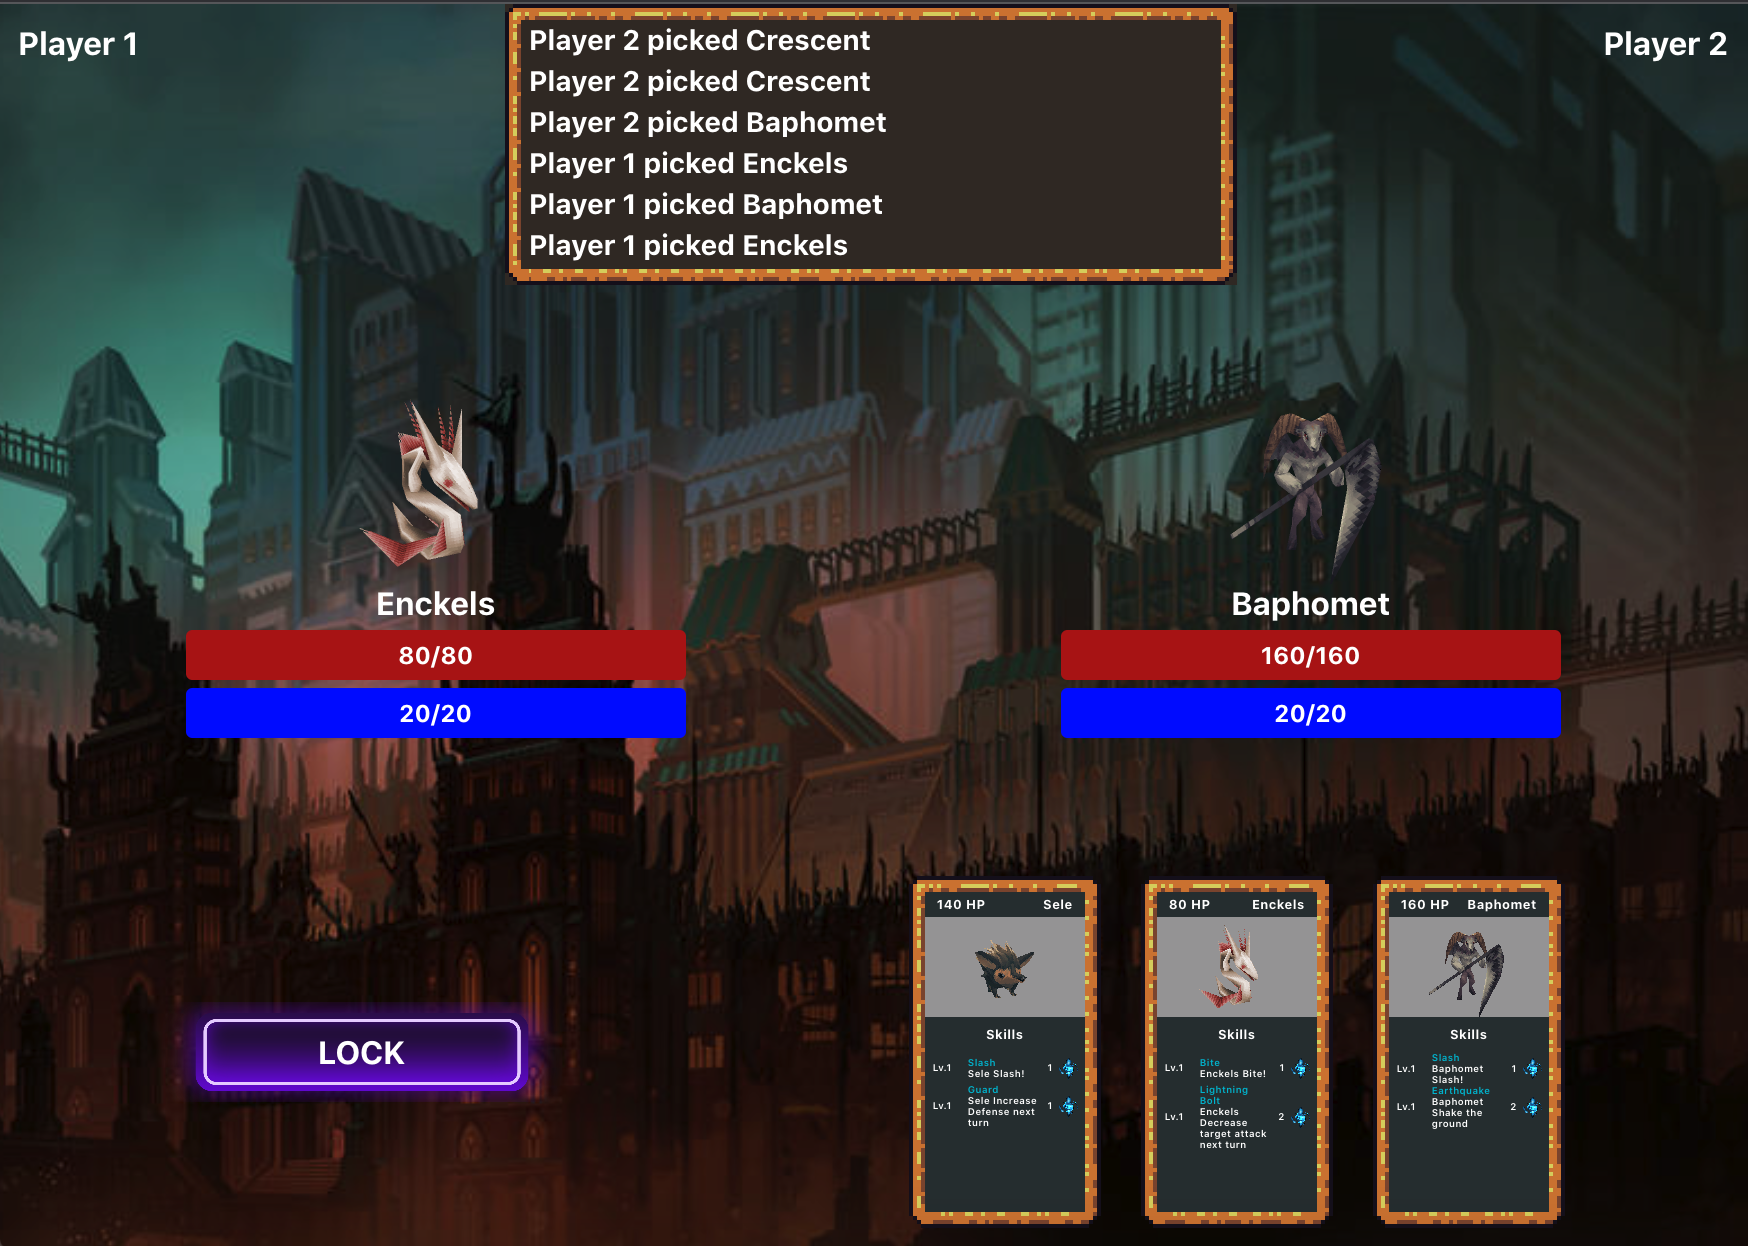 Player 1
Player 2
Player 2 picked Crescent
Player 2 picked Crescent
Player 2 picked Baphomet
Player 1 picked Enckels
Player 1 picked Baphomet
Player 1 picked Enckels
Enckels
80/80
20/20
Baphomet
160/160
20/20
LOCK
140 HP Sele
Skills
Lv.1 Slash
Sele Slash! 1
Guard
Lv.1 Sele Increase 1
Defense next
turn
80 HP Enckels
Skills
Lv.1 Bite
Enckels Bite! 1
Lightning
Bolt
Lv.1 Enckels 2
Decrease
target attack
next turn
160 HP Baphomet
Skills
Slash
Lv.1 Baphomet 1
Slash!
Earthquake
Lv.1 Baphomet 2
Shake the
ground